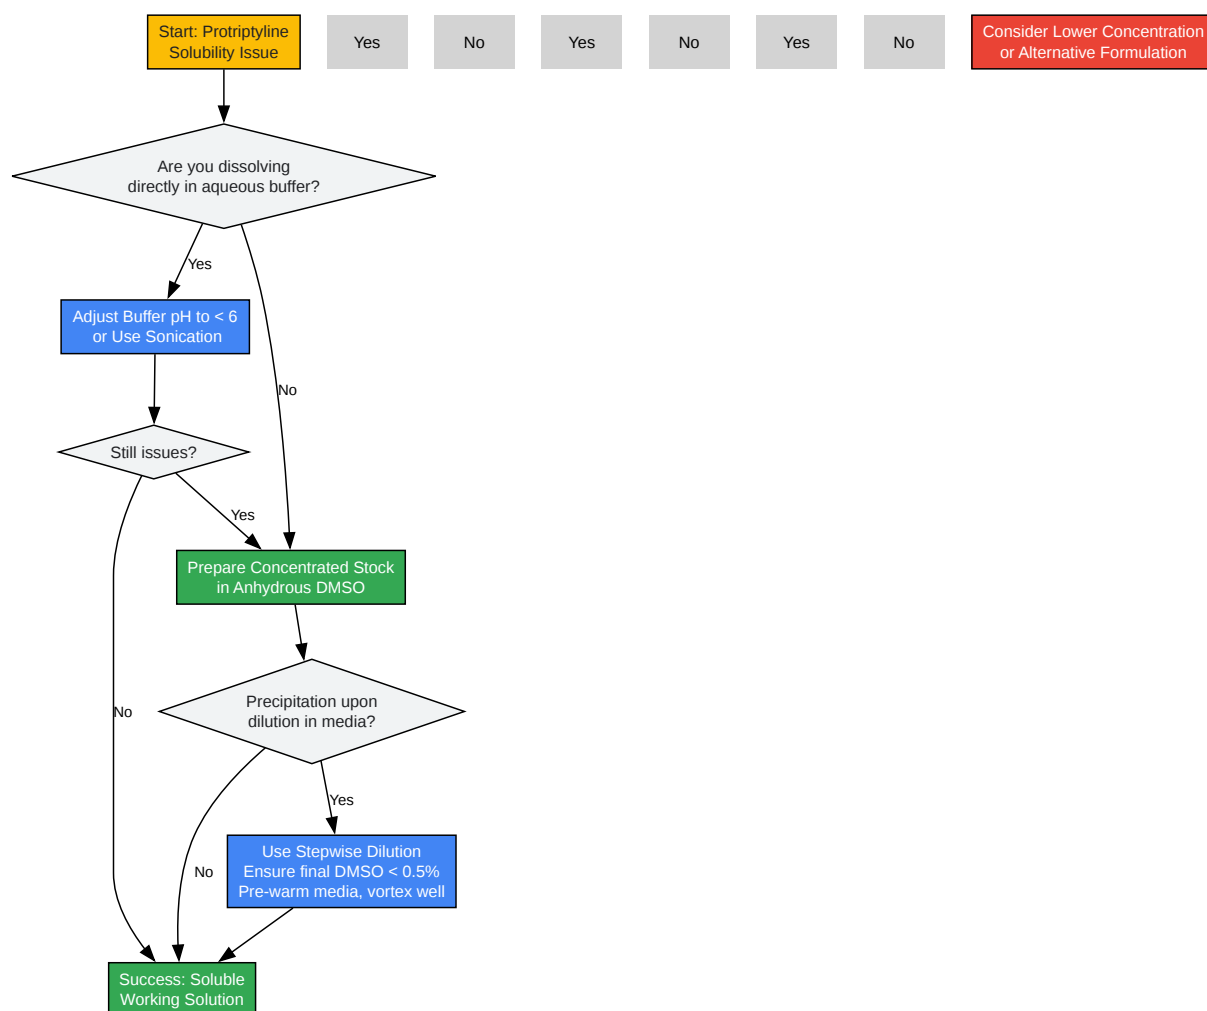 Start: Protriptyline
Solubility Issue
Yes
No
Yes
No
Yes
No
Consider Lower Concentration
or Alternative Formulation
Are you dissolving
directly in aqueous buffer?
Yes
Adjust Buffer pH to < 6
or Use Sonication
No
Still issues?
Yes
Prepare Concentrated Stock
in Anhydrous DMSO
Precipitation upon
dilution in media?
No
Yes
Use Stepwise Dilution
Ensure final DMSO < 0.5%
Pre-warm media, vortex well
No
Success: Soluble
Working Solution